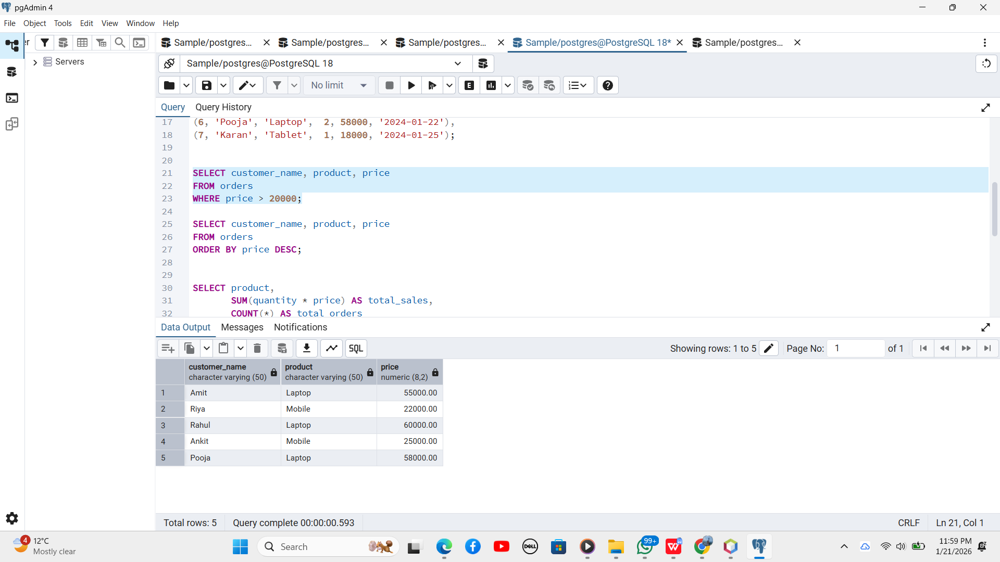 pgAdmin 4
File Object Tools Edit View Window Help
er
Sample/postgres... Sample/postgres... Sample/postgres... Sample/postgres@PostgreSQL 18* Sample/postgres...
Servers
Sample/postgres@PostgreSQL 18
No limit
E
Query Query History
17 (6, 'Pooja', 'Laptop', 2, 58000, '2024-01-22'),
18 (7, 'Karan', 'Tablet', 1, 18000, '2024-01-25');
19
20
21 SELECT customer_name, product, price
22 FROM orders
23 WHERE price > 20000;
24
25 SELECT customer_name, product, price
26 FROM orders
27 ORDER BY price DESC;
28
29
30 SELECT product,
31 SUM(quantity * price) AS total_sales,
32 COUNT(*) AS total_orders
Data Output Messages Notifications
SQL Showing rows: 1 to 5 Page No: 1 of 1
customer_name product price
character varying (50) character varying (50) numeric (8,2)
1 Amit Laptop 55000.00
2 Riya Mobile 22000.00
3 Rahul Laptop 60000.00
4 Ankit Mobile 25000.00
5 Pooja Laptop 58000.00
Total rows: 5 Query complete 00:00:00.593 CRLF Ln 21, Col 1
4 12°C
Mostly clear
Search
DELL
99+
W
11:59 PM
1/21/2026